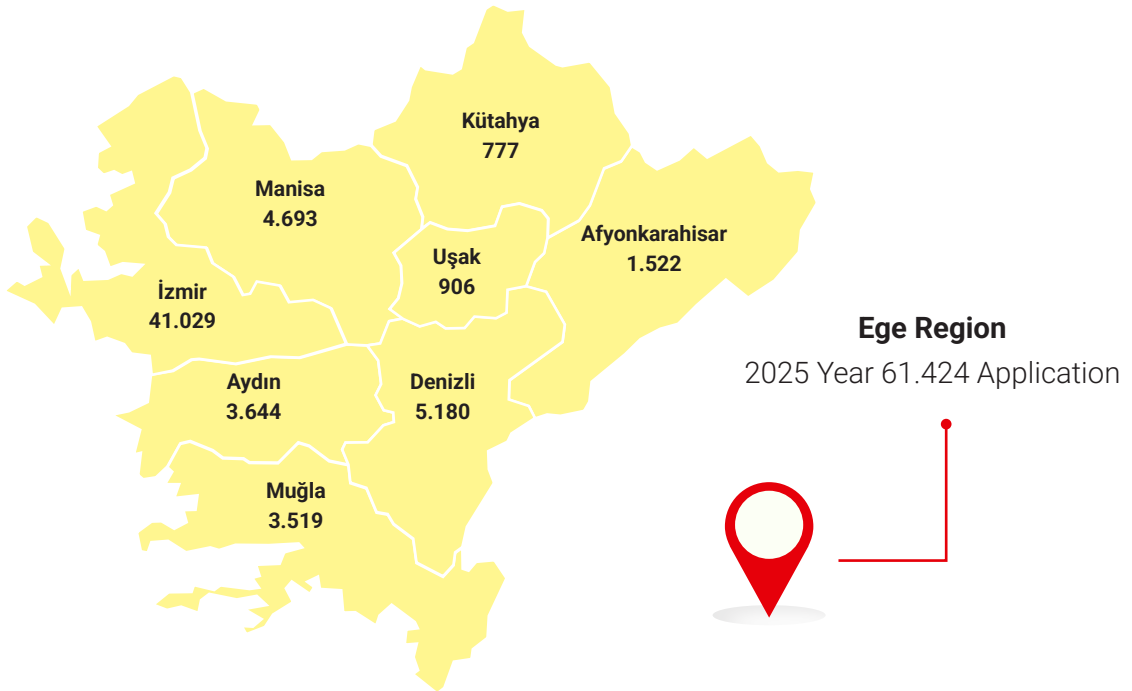 Kütahya
777
Manisa
4.693
Afyonkarahisar
1.522
Uşak
906
İzmir
41.029
Ege Region
2025 Year 61.424 Application
Aydın
3.644
Denizli
5.180
Muğla
3.519